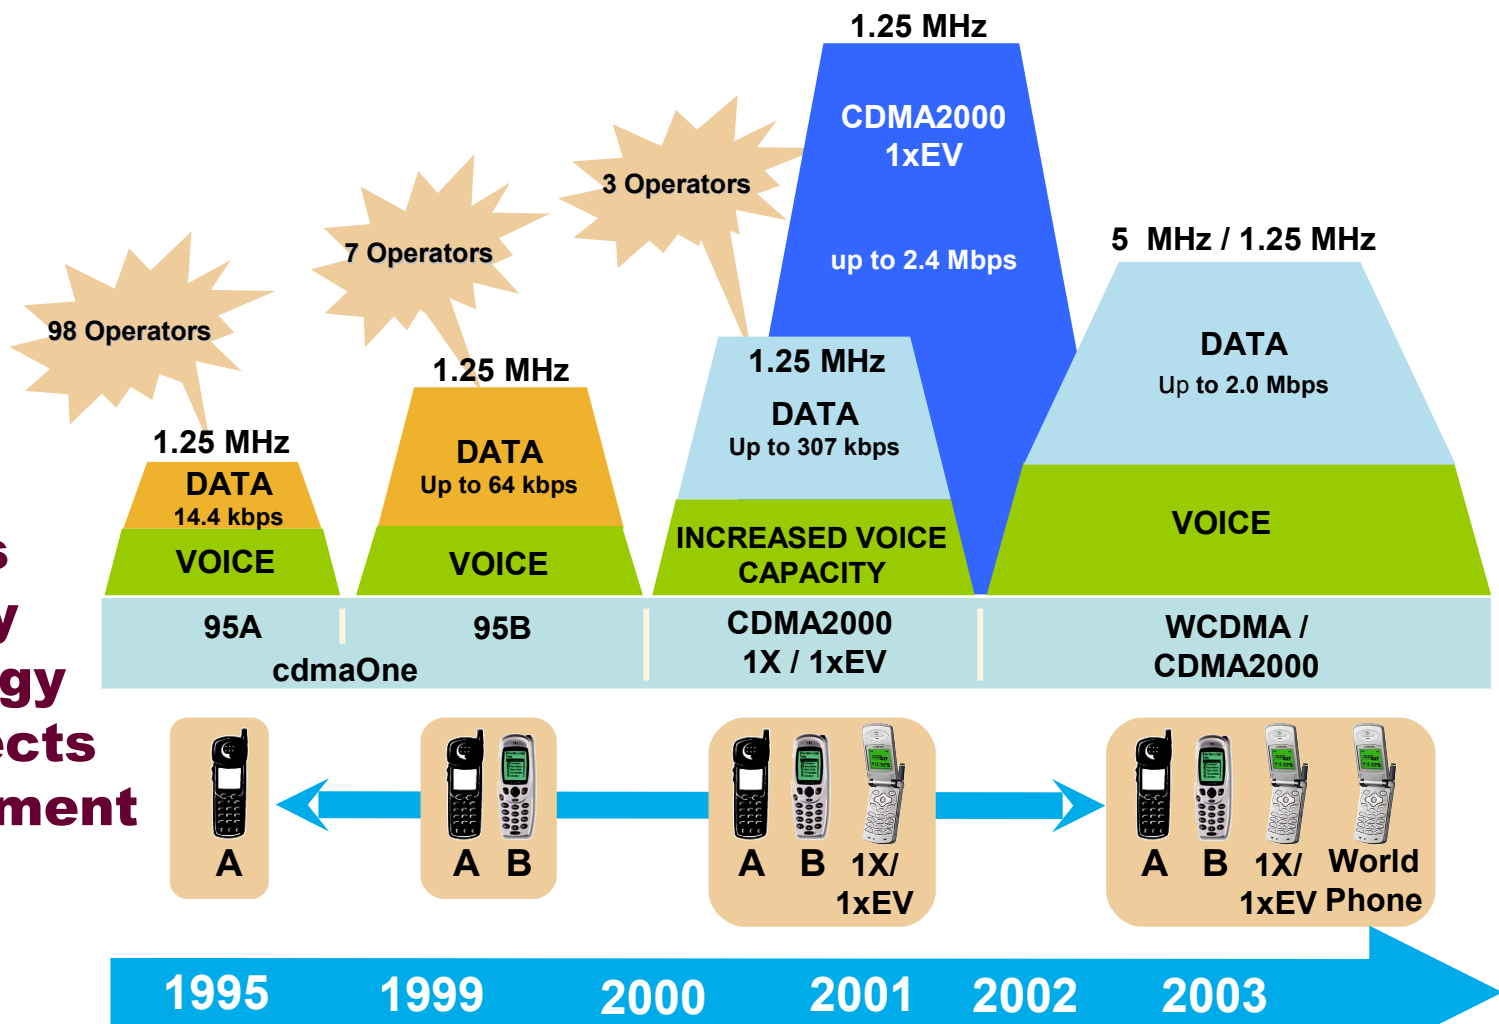 1.25 MHz
CDMA2000
1xEV
up to 2.4 Mbps
3 Operators
7 Operators
98 Operators
5 MHz / 1.25 MHz
DATA
Up to 2.0 Mbps
VOICE
1.25 MHz
DATA
Up to 307 kbps
INCREASED VOICE
CAPACITY
1.25 MHz
DATA
Up to 64 kbps
VOICE
1.25 MHz
DATA
14.4 kbps
VOICE
95A
95B
cdmaOne
CDMA2000
1X / 1xEV
WCDMA /
CDMA2000
A
A B
A B 1X/
1xEV
A B 1X/ World
1xEV Phone
1995 1999 2000 2001 2002 2003